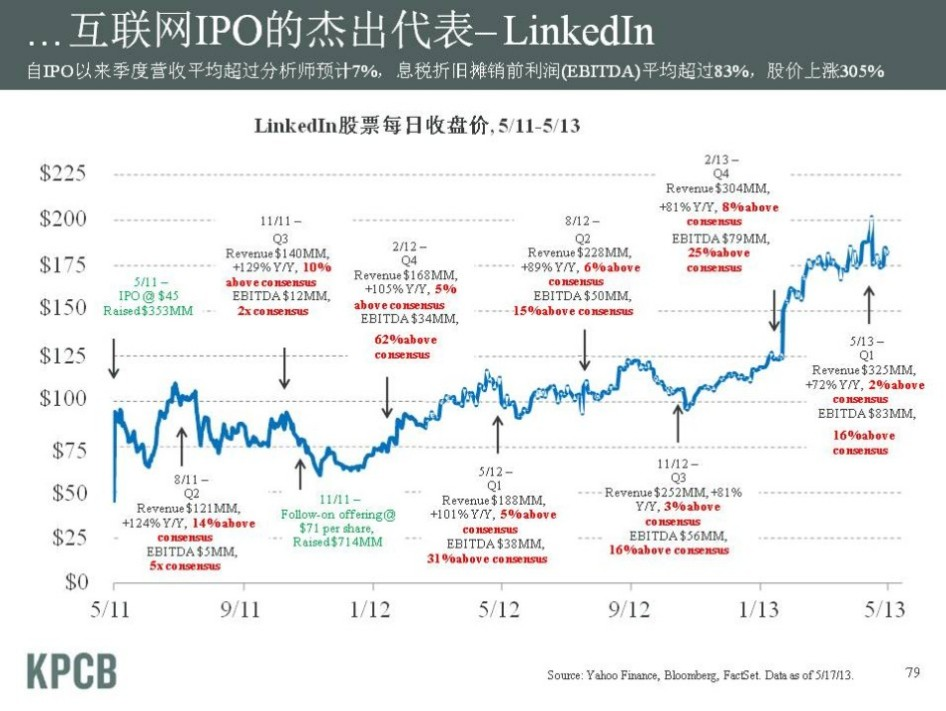 …互联网IPO的杰出代表– LinkedIn
自IPO以来季度营收平均超过分析师预计7%，息税折旧摊销前利润(EBITDA)平均超过83%，股价上涨305%
LinkedIn股票每日收盘价, 5/11-5/13
$225
$200
$175
$150
$125
$100
$75
$50
$25
$0
5/11 –
IPO @ $45
Raised $353MM
8/11 –
Q2
Revenue $121MM,
+124% Y/Y, 14% above
consensus
EBITDA $5MM,
5x consensus
11/11 –
Q3
Revenue $140MM,
+129% Y/Y, 10%
above consensus
EBITDA $12MM,
2x consensus
11/11 –
Follow-on offering @
$71 per share,
Raised $714MM
2/12 –
Q4
Revenue $168MM,
+105% Y/Y, 5%
above consensus
EBITDA $34MM,
62% above
consensus
5/12 –
Q1
Revenue $188MM,
+101% Y/Y, 5% above
consensus
EBITDA $38MM,
31% above consensus
8/12 –
Q2
Revenue $228MM,
+89% Y/Y, 6% above
consensus
EBITDA $50MM,
15% above consensus
11/12 –
Q3
Revenue $252MM, +81%
Y/Y, 3% above
consensus
EBITDA $56MM,
16% above consensus
2/13 –
Q4
Revenue $304MM,
+81% Y/Y, 8% above
consensus
EBITDA $79MM,
25% above
consensus
5/13 –
Q1
Revenue $325MM,
+72% Y/Y, 2% above
consensus
EBITDA $83MM,
16% above
consensus
5/11 9/11 1/12 5/12 9/12 1/13 5/13
KPCB
Source: Yahoo Finance, Bloomberg, FactSet. Data as of 5/17/13.
79